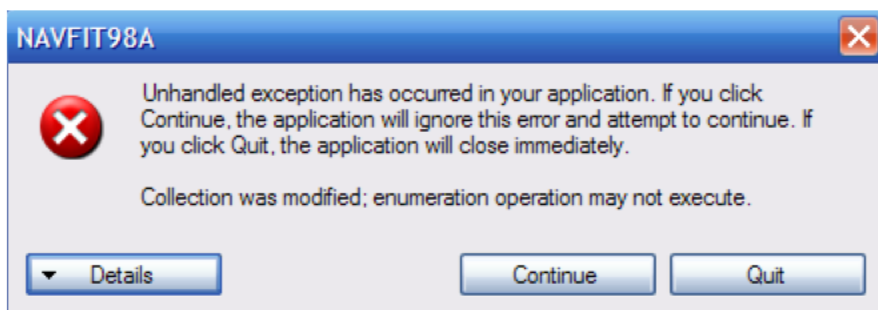 NAVFIT98A
Unhandled exception has occurred in your application. If you click
Continue, the application will ignore this error and attempt to continue. If
you click Quit, the application will close immediately.
Collection was modified; enumeration operation may not execute.
Details
Continue
Quit